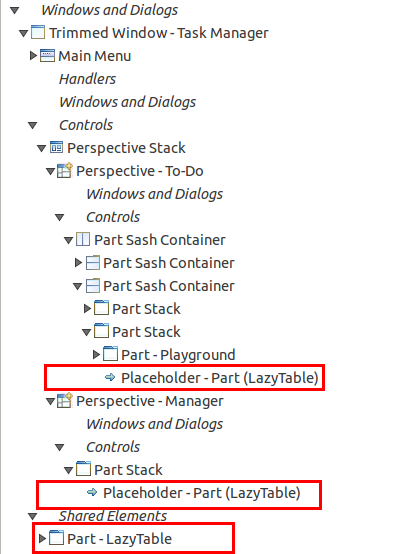 Windows and Dialogs
Trimmed Window - Task Manager
Main Menu
Handlers
Windows and Dialogs
Controls
Perspective Stack
Perspective - To-Do
Windows and Dialogs
Controls
Part Sash Container
Part Sash Container
Part Sash Container
Part Stack
Part Stack
Part - Playground
Placeholder - Part (LazyTable)
Perspective - Manager
Windows and Dialogs
Controls
Part Stack
Placeholder - Part (LazyTable)
Shared Elements
Part - LazyTable